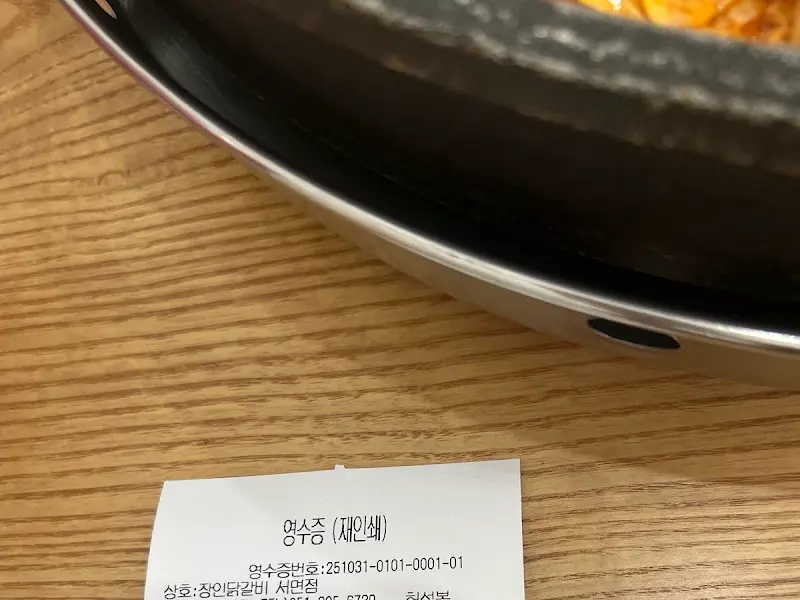 영수증 (재인쇄)
영수증번호:251031-0101-0001-01
상호:장인닭갈비 서면점